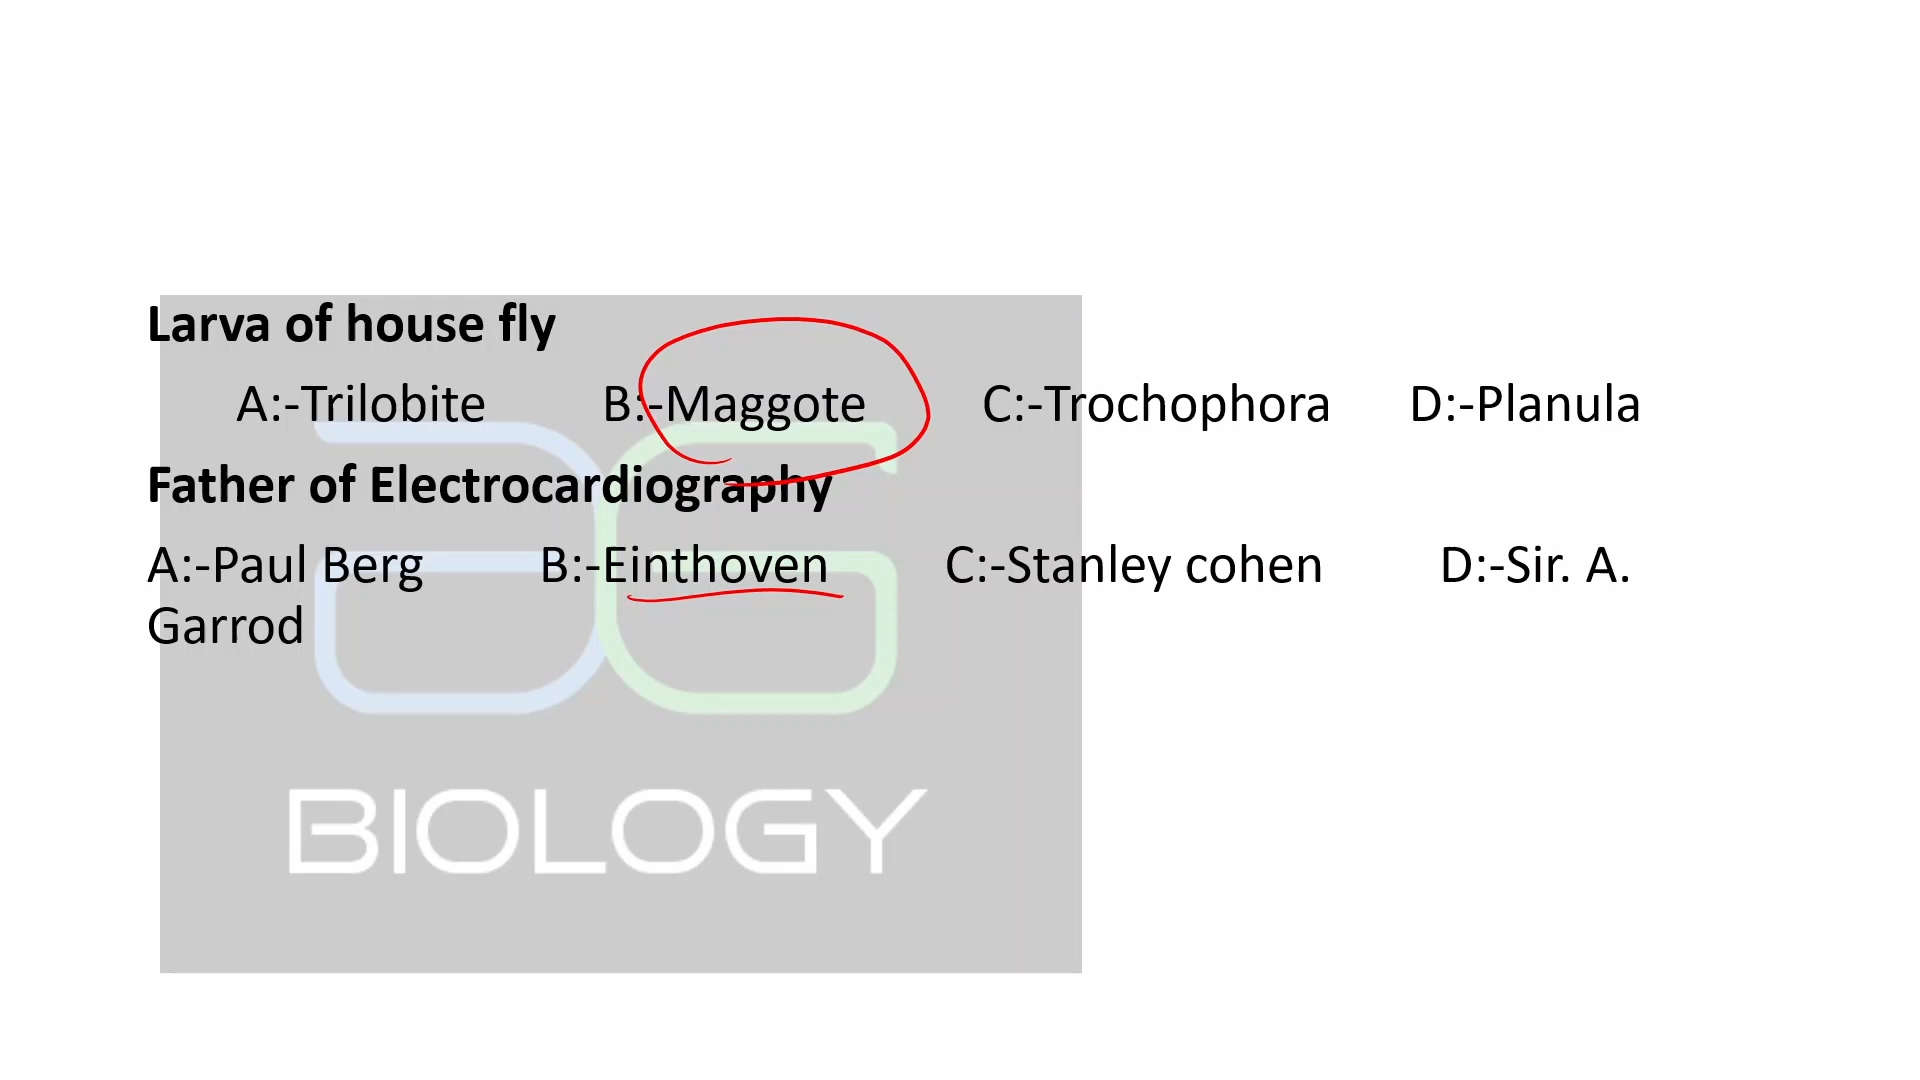 Larva of house fly
A:-Trilobite B:-Maggote C:-Trochophora D:-Planula
Father of Electrocardiography
A:-Paul Berg B:-Einthoven C:-Stanley cohen D:-Sir. A.
Garrod
BIOLOGY